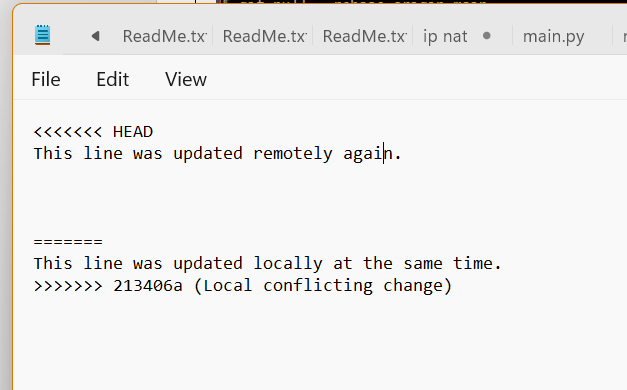 ReadMe.tx ReadMe.tx ReadMe.tx ip nat main.py
File Edit View
<<<<<<< HEAD
This line was updated remotely again.
=======
This line was updated locally at the same time.
>>>>>>> 213406a (Local conflicting change)